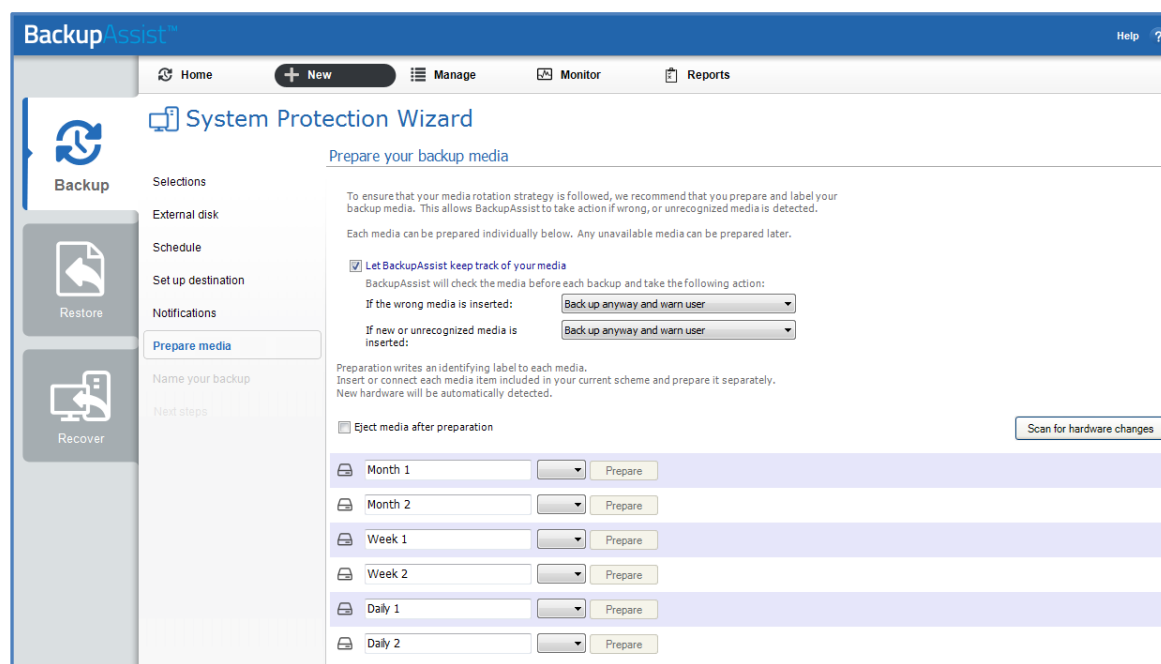 BackupAssist™
Help ?
Home
New
Manage
Monitor
Reports
Backup
Restore
Recover
System Protection Wizard
Selections
External disk
Schedule
Set up destination
Notifications
Prepare media
Name your backup
Next steps
Prepare your backup media
To ensure that your media rotation strategy is followed, we recommend that you prepare and label your
backup media. This allows BackupAssist to take action if wrong, or unrecognized media is detected.
Each media can be prepared individually below. Any unavailable media can be prepared later.
Let BackupAssist keep track of your media
BackupAssist will check the media before each backup and take the following action:
If the wrong media is inserted:
Back up anyway and warn user
If new or unrecognized media is
inserted:
Back up anyway and warn user
Preparation writes an identifying label to each media.
Insert or connect each media item included in your current scheme and prepare it separately.
New hardware will be automatically detected.
Eject media after preparation
Scan for hardware changes
Month 1 Prepare
Month 2 Prepare
Week 1 Prepare
Week 2 Prepare
Daily 1 Prepare
Daily 2 Prepare